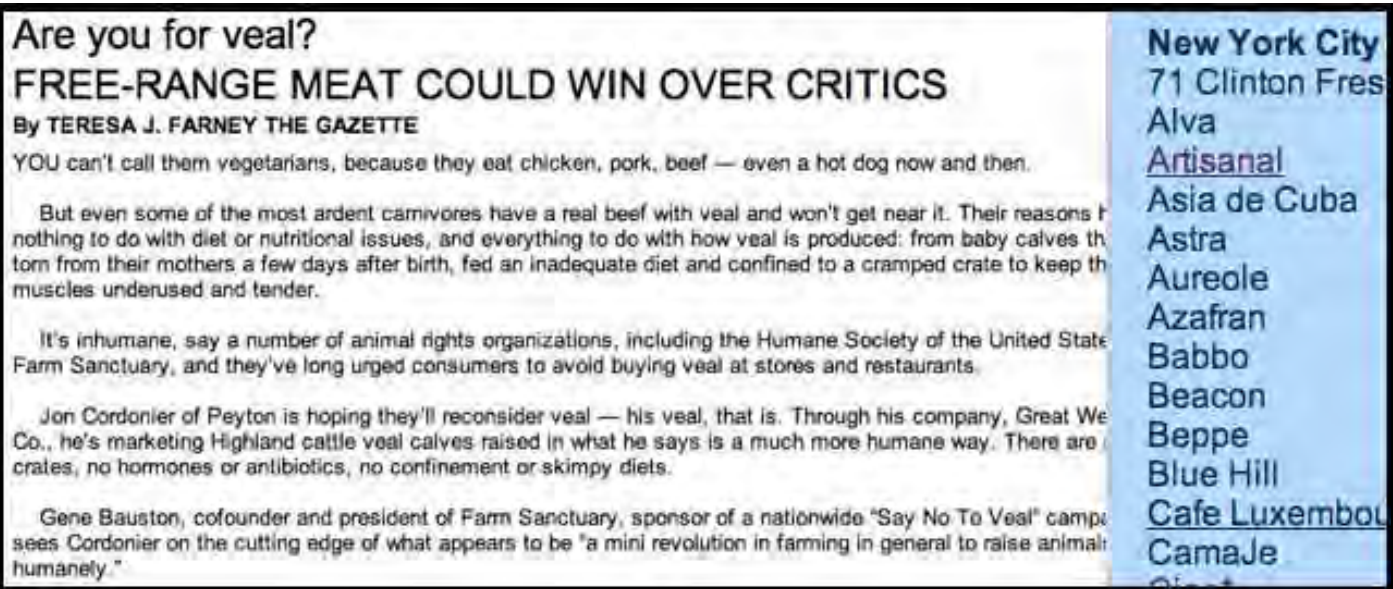 Are you for veal?
FREE-RANGE MEAT COULD WIN OVER CRITICS
By TERESA J. FARNEY THE GAZETTE
YOU can't call them vegetarians, because they eat chicken, pork, beef — even a hot dog now and then.
But even some of the most ardent carnivores have a real beef with veal and won't get near it. Their reasons
nothing to do with diet or nutritional issues, and everything to do with how veal is produced: from baby calves th
torn from their mothers a few days after birth, fed an inadequate diet and confined to a cramped crate to keep th
muscles underused and tender.
It's inhumane, say a number of animal rights organizations, including the Humane Society of the United State
Farm Sanctuary, and they've long urged consumers to avoid buying veal at stores and restaurants.
Jon Cordonier of Peyton is hoping they'll reconsider veal — his veal, that is. Through his company, Great We
Co., he's marketing Highland cattle veal calves raised in what he says is a much more humane way. There are
crates, no hormones or antibiotics, no confinement or skimpy diets.
Gene Bauston, cofounder and president of Farm Sanctuary, sponsor of a nationwide "Say No To Veal" campa
sees Cordonier on the cutting edge of what appears to be "a mini revolution in farming in general to raise animal
humanely."
New York City
71 Clinton Fres
Alva
Artisanal
Asia de Cuba
Astra
Aureole
Azafran
Babbo
Beacon
Beppe
Blue Hill
Cafe Luxembou
CamaJe